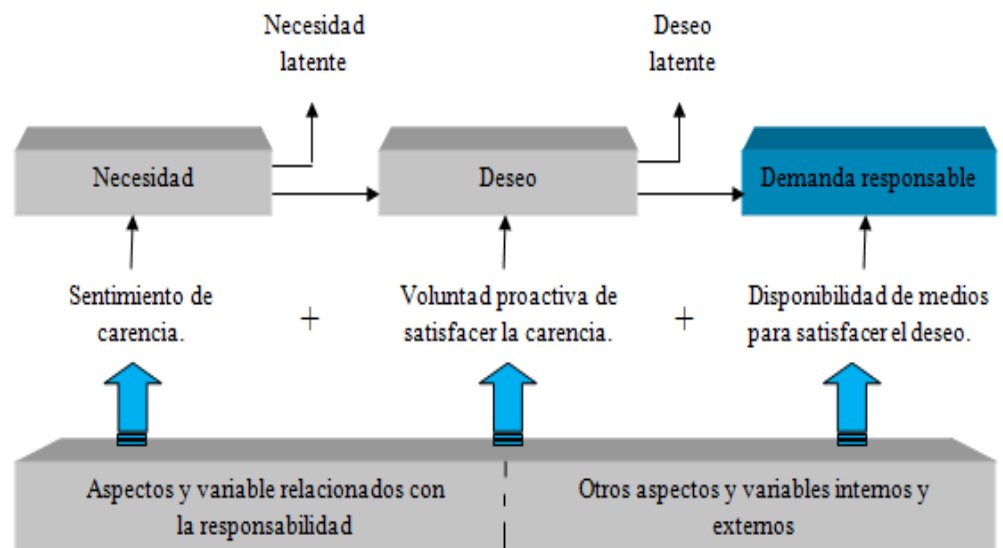 Necesidad
latente
Deseo
latente
Necesidad
Deseo
Demanda responsable
Sentimiento de
carencia.
+
Voluntad proactiva de
satisfacer la carencia.
+
Disponibilidad de medios
para satisfacer el deseo.
Aspectos y variable relacionados con
la responsabilidad
Otros aspectos y variables internos y
externos